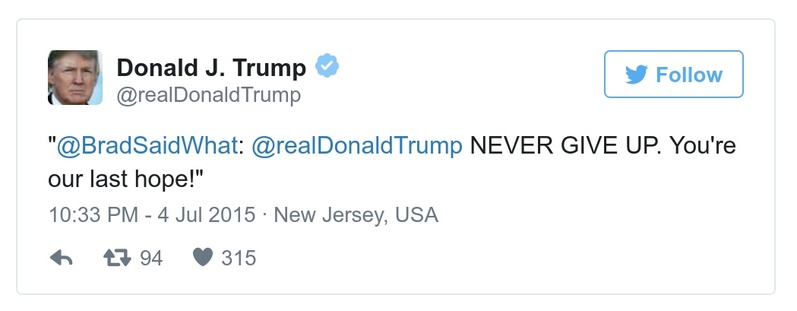 Donald J. Trump
@realDonaldTrump
Follow
"@BradSaidWhat: @realDonaldTrump NEVER GIVE UP. You're
our last hope!"
10:33 PM - 4 Jul 2015 · New Jersey, USA
94 315